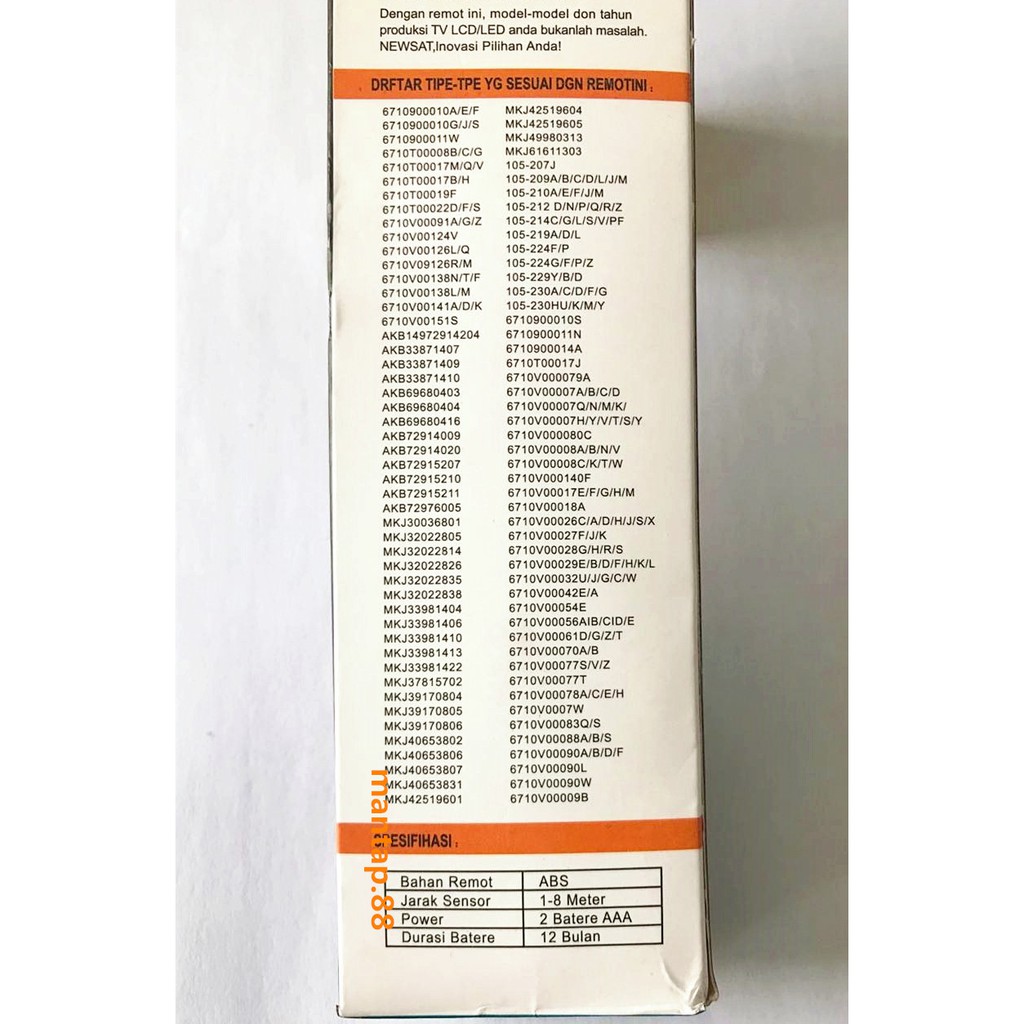 Dengan remot ini, model-model don tahun
produksi TV LCD/LED anda bukanlah masalah.
NEWSAT,Inovasi Pilihan Anda!
DRFTAR TIPE-TPE YG SESUAI DGN REMOTINI :
6710900010A/E/F
6710900010G/J/S
6710900011W
6710T00008B/C/G
6710T00017M/Q/V
6710T00017B/H
6710T00019F
6710T00022D/F/S
6710V00091A/G/Z
6710V00124V
6710V00126L/Q
6710V09126R/M
6710V00138N/T/F
6710V00138L/M
6710V00141A/D/K
6710V00151S
AKB14972914204
AKB33871407
AKB33871409
AKB33871410
AKB69680403
AKB69680404
AKB69680416
AKB72914009
AKB72914020
AKB72915207
AKB72915210
AKB72915211
AKB72976005
MKJ30036801
MKJ32022805
MKJ32022814
MKJ32022826
MKJ32022835
MKJ32022838
MKJ33981404
MKJ33981406
MKJ33981410
MKJ33981413
MKJ33981422
MKJ37815702
MKJ39170804
MKJ39170805
MKJ39170806
MKJ40653802
MKJ40653806
MKJ40653807
MKJ40653831
MKJ42519601
MKJ42519604
MKJ42519605
MKJ49980313
MKJ61611303
105-207J
105-209A/B/C/D/L/J/M
105-210A/E/F/J/M
105-212 D/N/P/Q/R/Z
105-214C/G/L/S/V/PF
105-219A/D/L
105-224F/P
105-224G/F/P/Z
105-229Y/B/D
105-230A/C/D/F/G
105-230HU/K/M/Y
6710900010S
6710900011N
6710900014A
6710T00017J
6710V000079A
6710V00007A/B/C/D
6710V00007Q/N/M/K/
6710V00007H/Y/V/T/S/Y
6710V000080C
6710V00008A/B/N/V
6710V00008C/K/T/W
6710V000140F
6710V00017E/F/G/H/M
6710V00018A
6710V00026C/A/D/H/J/S/X
6710V00027F/J/K
6710V00028G/H/R/S
6710V00029E/B/D/F/H/K/L
6710V00032U/J/G/C/W
6710V00042E/A
6710V00054E
6710V00056AIB/CID/E
6710V00061D/G/Z/T
6710V00070A/B
6710V00077S/V/Z
6710V00077T
6710V00078A/C/E/H
6710V0007W
6710V00083Q/S
6710V00088A/B/S
6710V00090A/B/D/F
6710V00090L
6710V00090W
6710V00009B
mantap.88
SPESIFIHASI :
Bahan Remot ABS
Jarak Sensor 1-8 Meter
Power 2 Batere AAA
Durasi Batere 12 Bulan